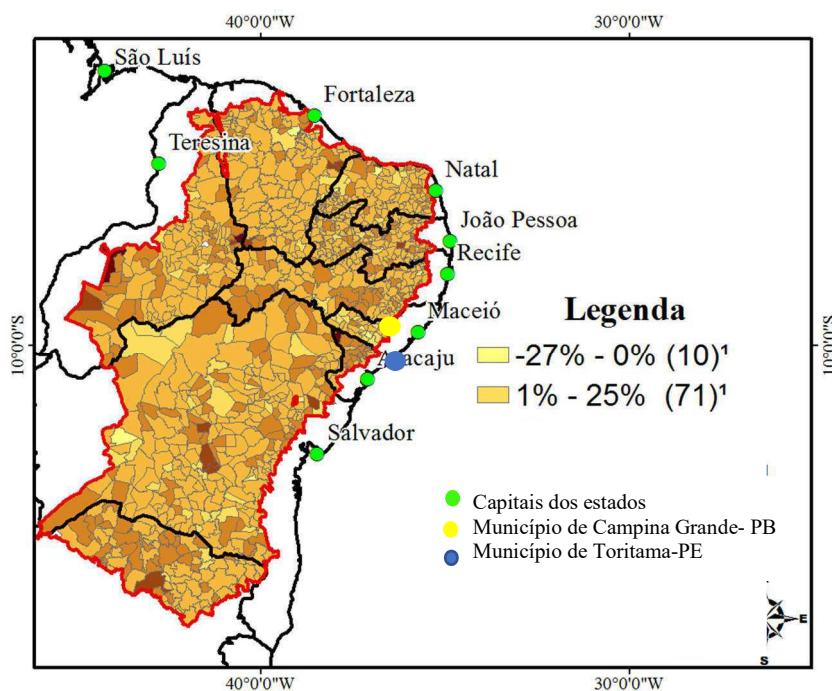 40°0'0"W 30°0'0"W
São Luís
Fortaleza
Teresina
Natal
João Pessoa
Recife
Maceió
Legenda
10°0'0"S 10°0'0"S
-27% - 0% (10)¹
Aracaju
1% - 25% (71)¹
Salvador
Capitais dos estados
Município de Campina Grande- PB
Município de Toritama-PE
E
S
40°0'0"W 30°0'0"W